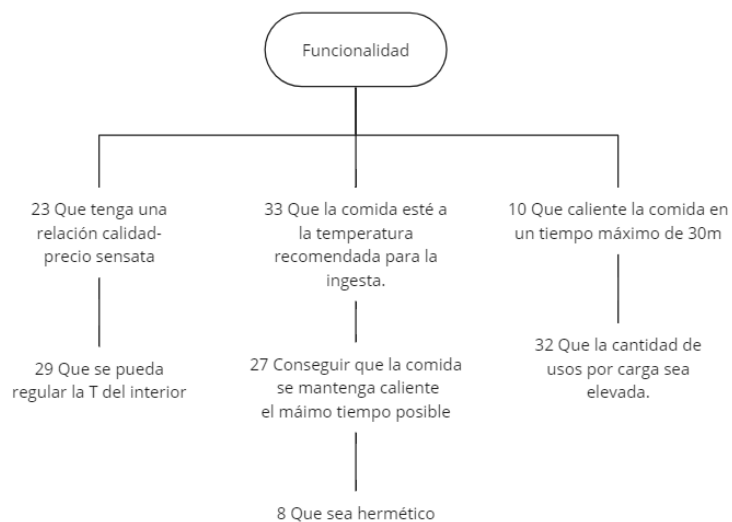 Funcionalidad
23 Que tenga una
relación calidad-
precio sensata
33 Que la comida esté a
la temperatura
recomendada para la
ingesta.
10 Que caliente la comida en
un tiempo máximo de 30m
29 Que se pueda
regular la T del interior
27 Conseguir que la comida
se mantenga caliente
el máimo tiempo posible
32 Que la cantidad de
usos por carga sea
elevada.
8 Que sea hermético